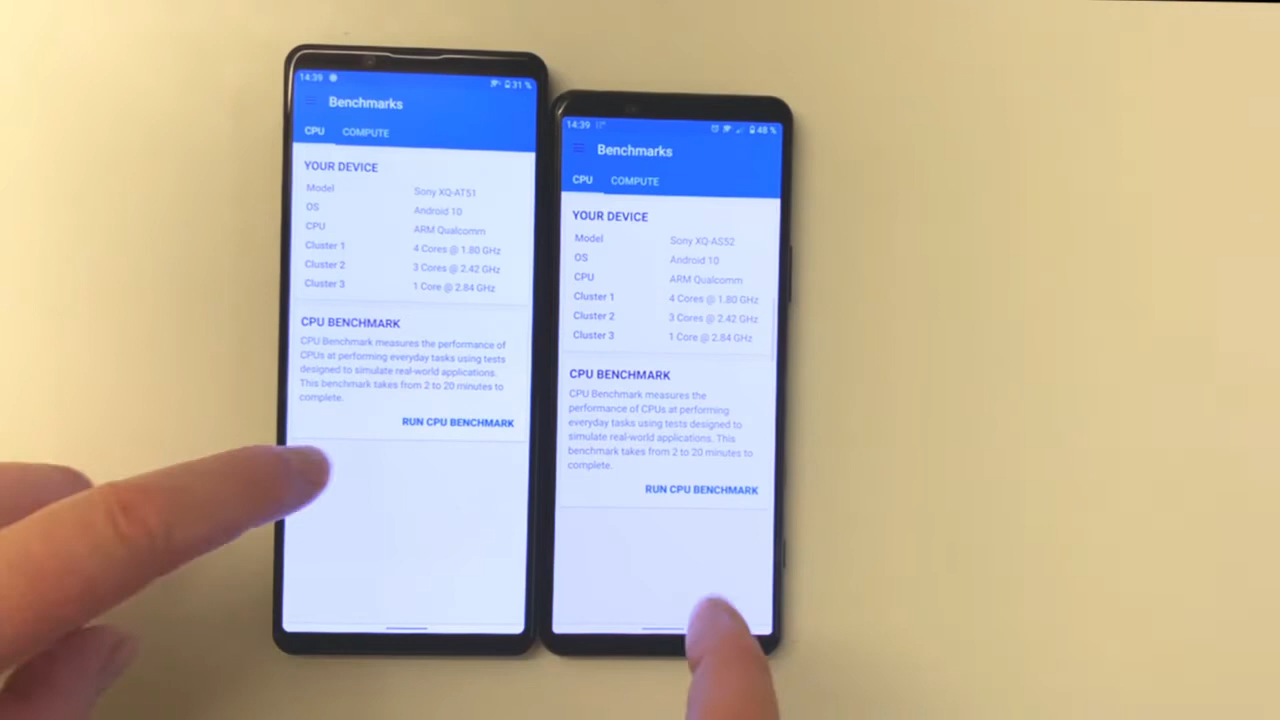 14:39
31 %
Benchmarks
CPU COMPUTE
YOUR DEVICE
Model Sony XQ-AT51
OS Android 10
CPU ARM Qualcomm
Cluster 1 4 Cores @ 1.80 GHz
Cluster 2 3 Cores @ 2.42 GHz
Cluster 3 1 Core @ 2.84 GHz
CPU BENCHMARK
CPU Benchmark measures the performance of
CPUs at performing everyday tasks using tests
designed to simulate real-world applications.
This benchmark takes from 2 to 20 minutes to
complete.
RUN CPU BENCHMARK
14:39
48 %
Benchmarks
CPU COMPUTE
YOUR DEVICE
Model Sony XQ-AS52
OS Android 10
CPU ARM Qualcomm
Cluster 1 4 Cores @ 1.80 GHz
Cluster 2 3 Cores @ 2.42 GHz
Cluster 3 1 Core @ 2.84 GHz
CPU BENCHMARK
CPU Benchmark measures the
performance of CPUs at performing
everyday tasks using tests designed to
simulate real-world applications. This
benchmark takes from 2 to 20 minutes to
complete.
RUN CPU BENCHMARK